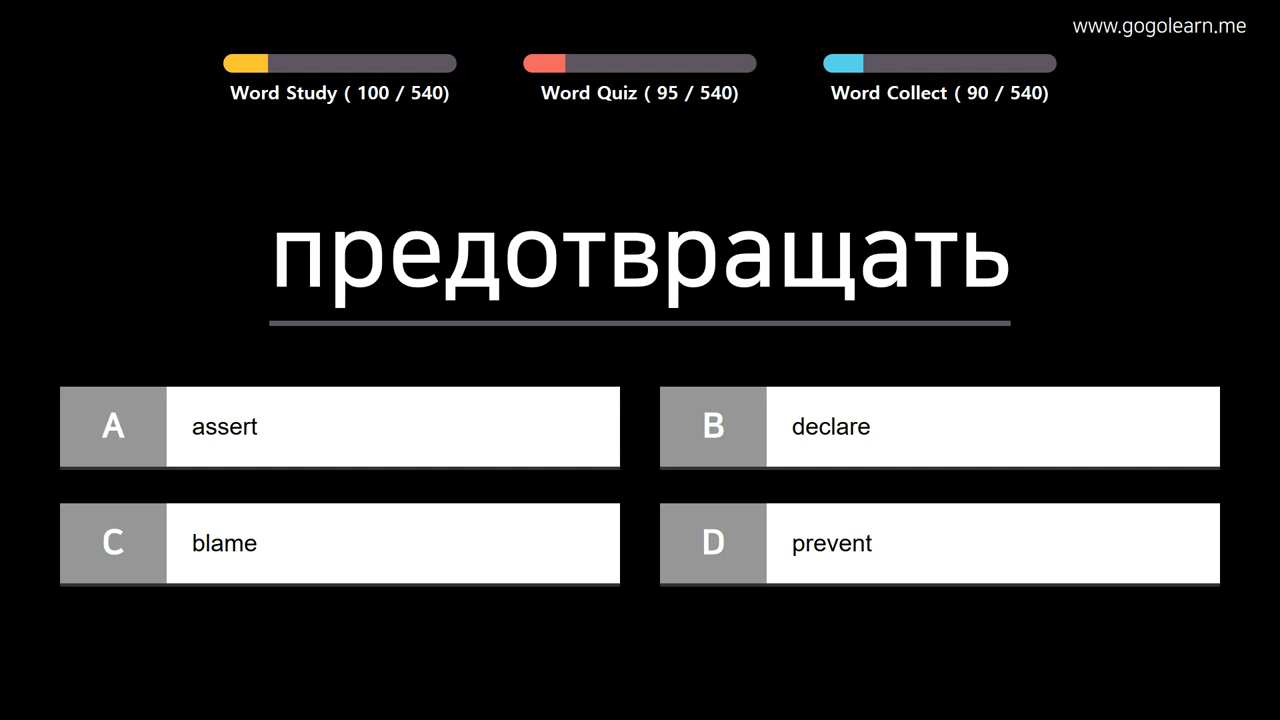 www.gogolearn.me
Word Study ( 100 / 540)
Word Quiz ( 95 / 540)
Word Collect ( 90 / 540)
предотвращать
A assert
B declare
C blame
D prevent